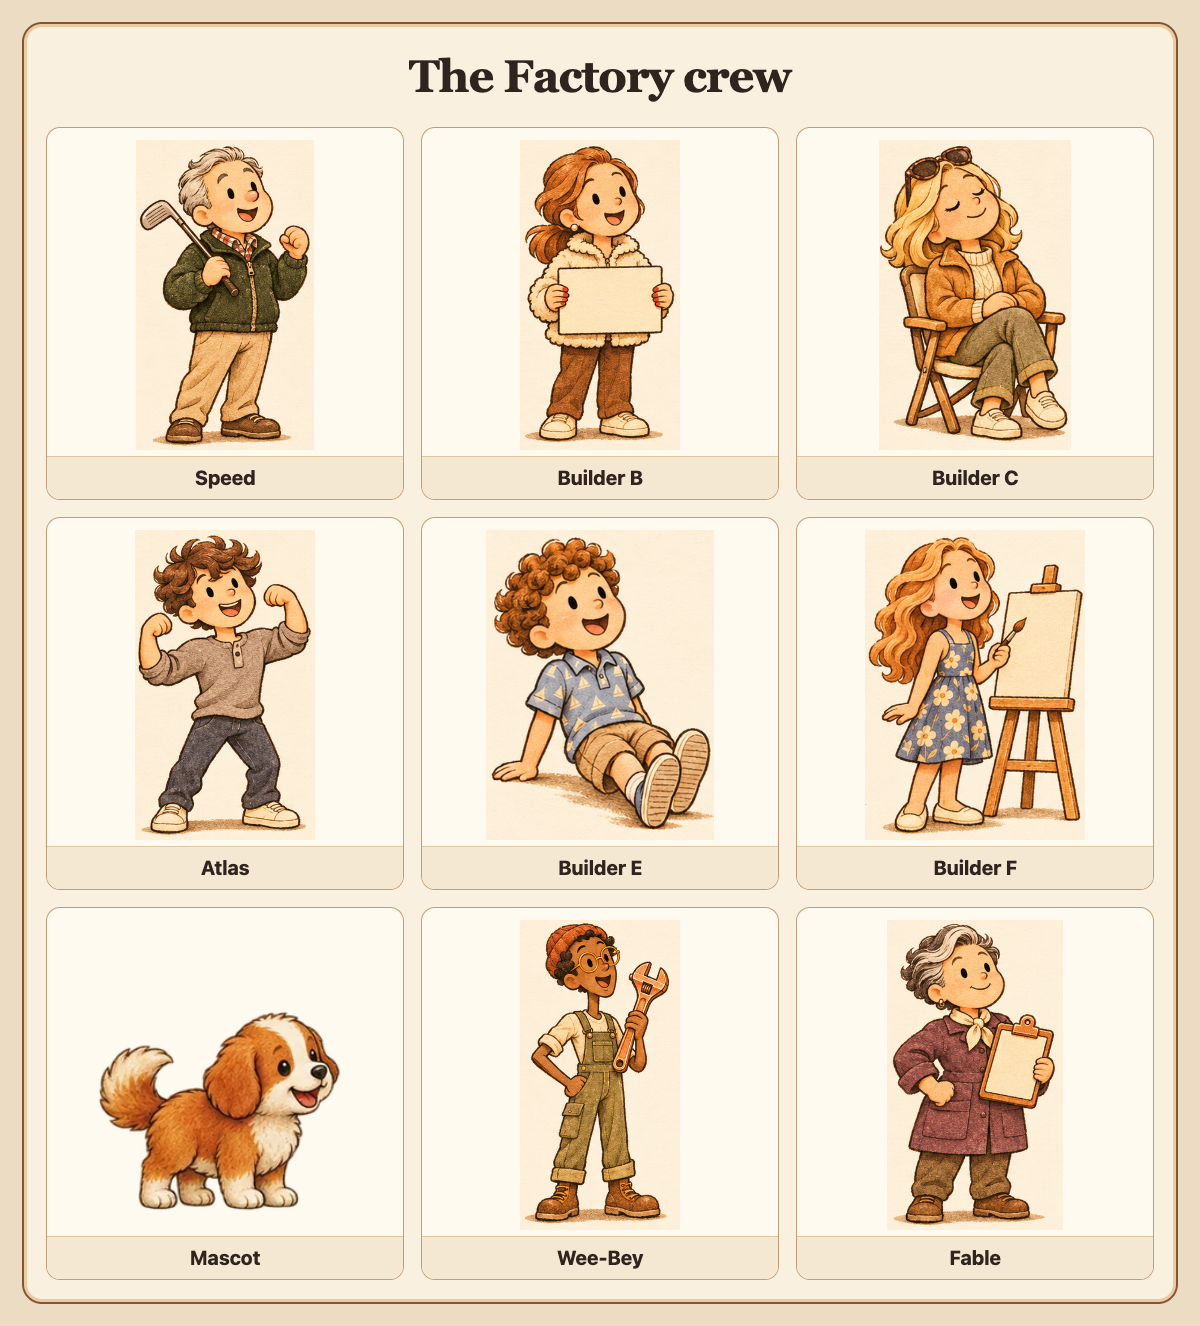 The Factory crew
Speed
Builder B
Builder C
Atlas
Builder E
Builder F
Mascot
Wee-Bey
Fable